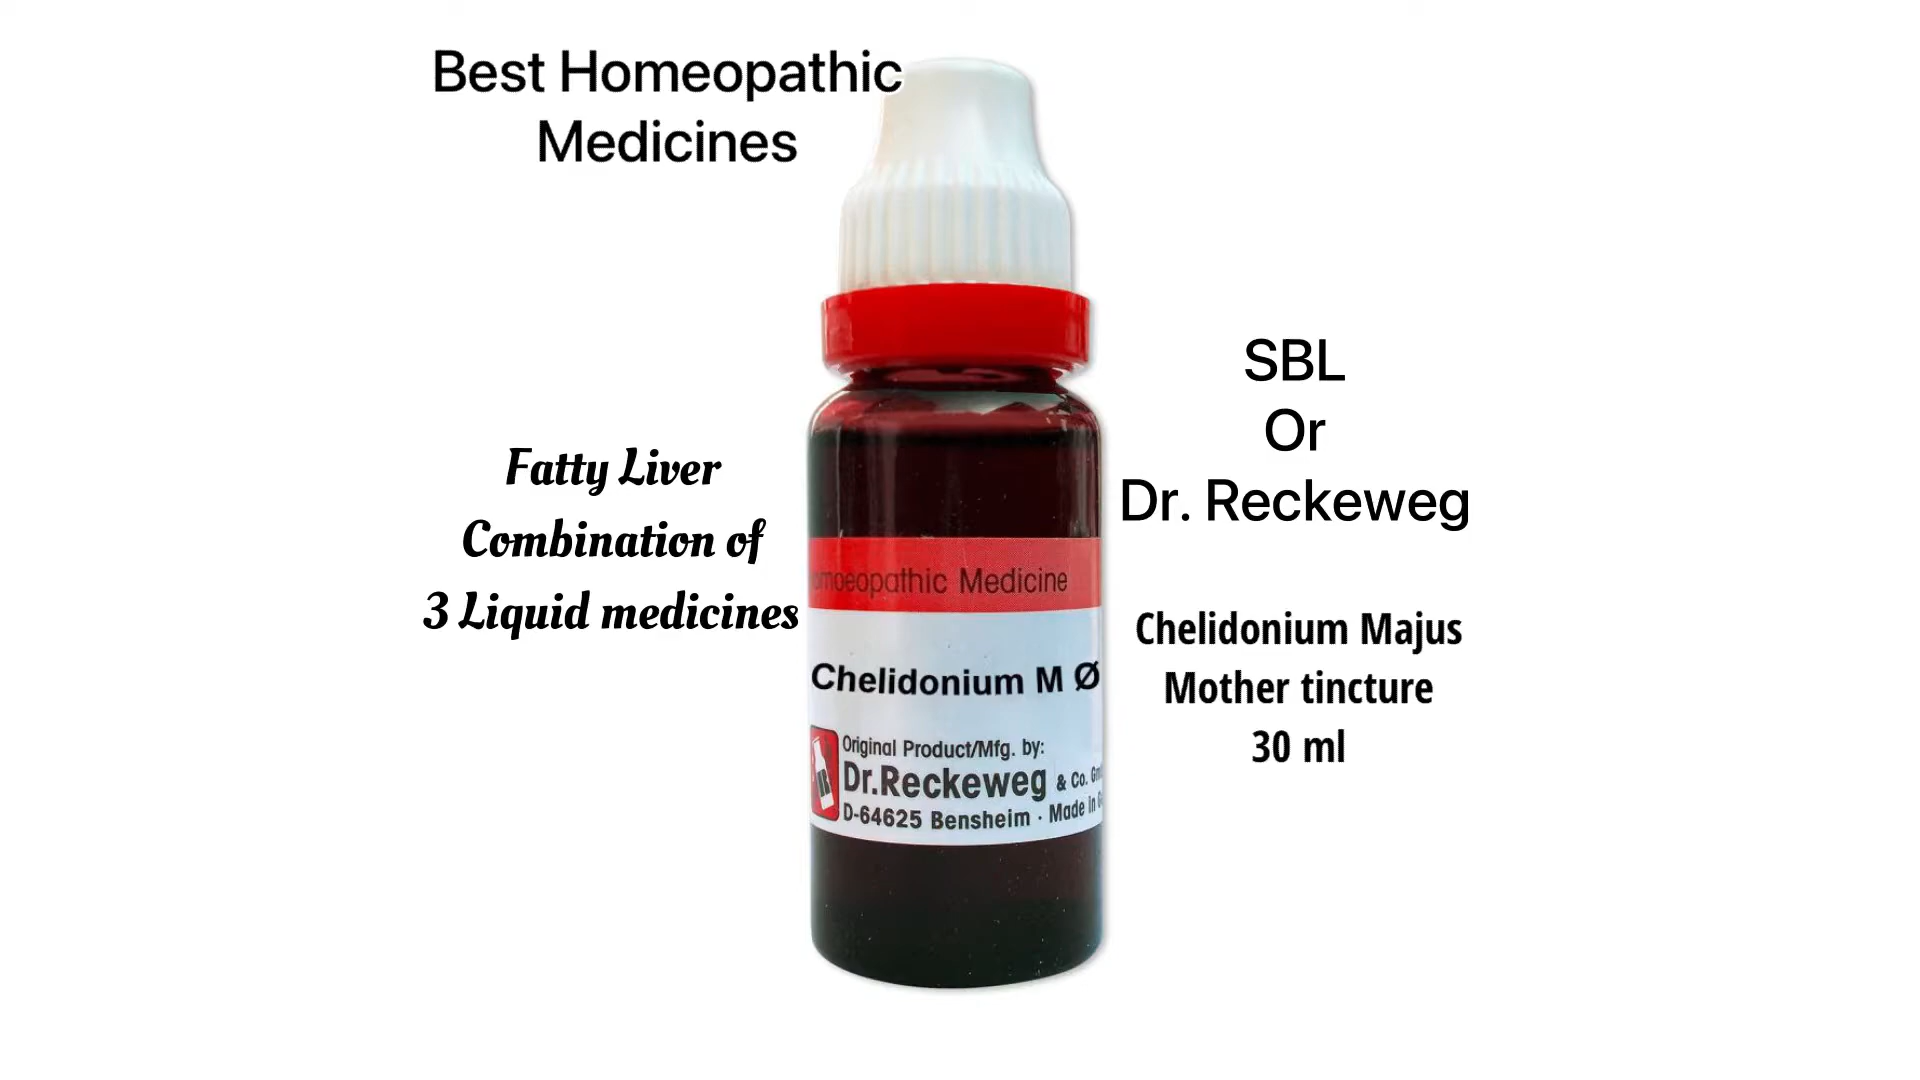 Best Homeopathic
Medicines
Fatty Liver
Combination of
3 Liquid medicines
SBL
Or
Dr. Reckeweg
Chelidonium Majus
Mother tincture
30 ml
Medicine
Chelidonium M Ø
Original Product/Mfg. by:
Dr.Reckeweg & Co.
D-64625 Bensheim · Made in